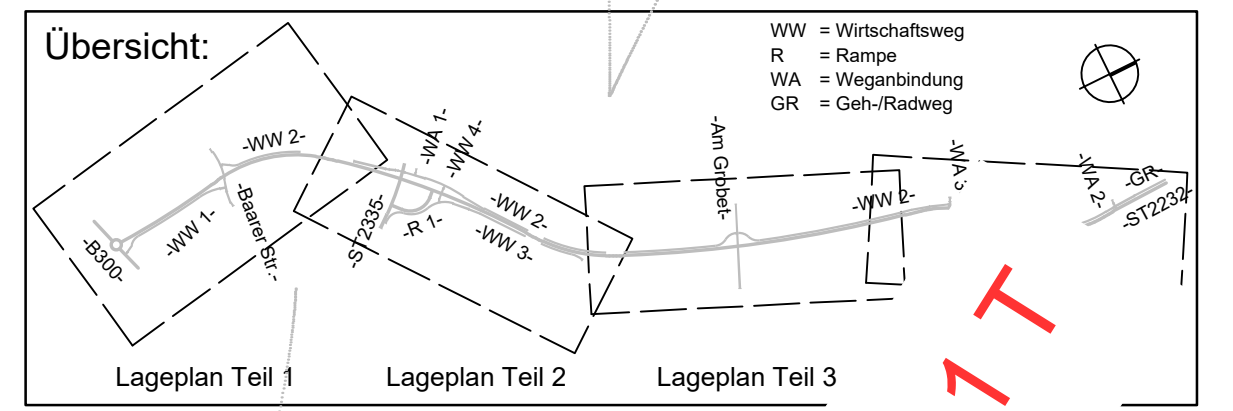 Übersicht:
WW = Wirtschaftsweg
R = Rampe
WA = Weganbindung
GR = Geh-/Radweg
-B300-
-WW 1-
-WW 2-
-Baarer Str.-
-ST2335-
-R 1-
-WA 1-
-WW 4-
-WW 2-
-WW 3-
-Am Grobet-
-WW 2-
-WA 3
-WA 2-
-GR-
-ST2232-
Lageplan Teil 1
Lageplan Teil 2
Lageplan Teil 3
1 T